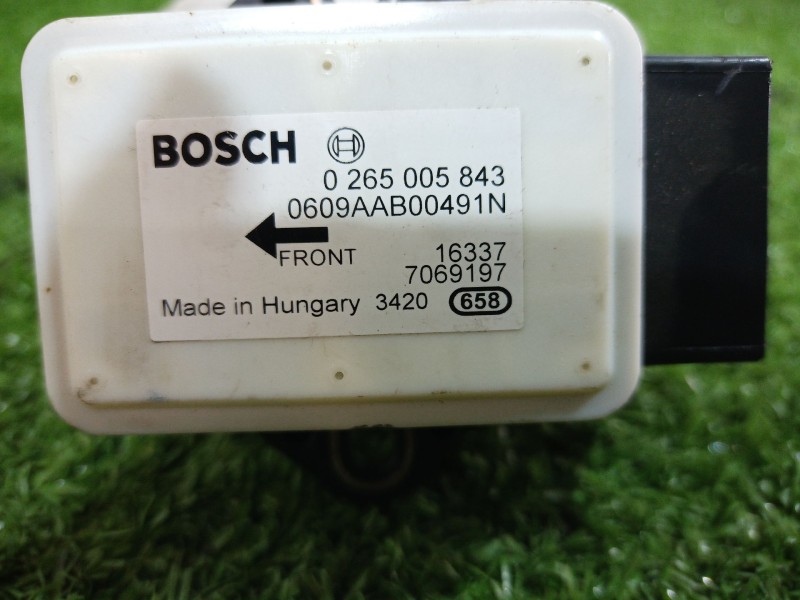 BOSCH
0 265 005 843
0609AAB00491N
FRONT
16337
7069197
Made in Hungary 3420 658